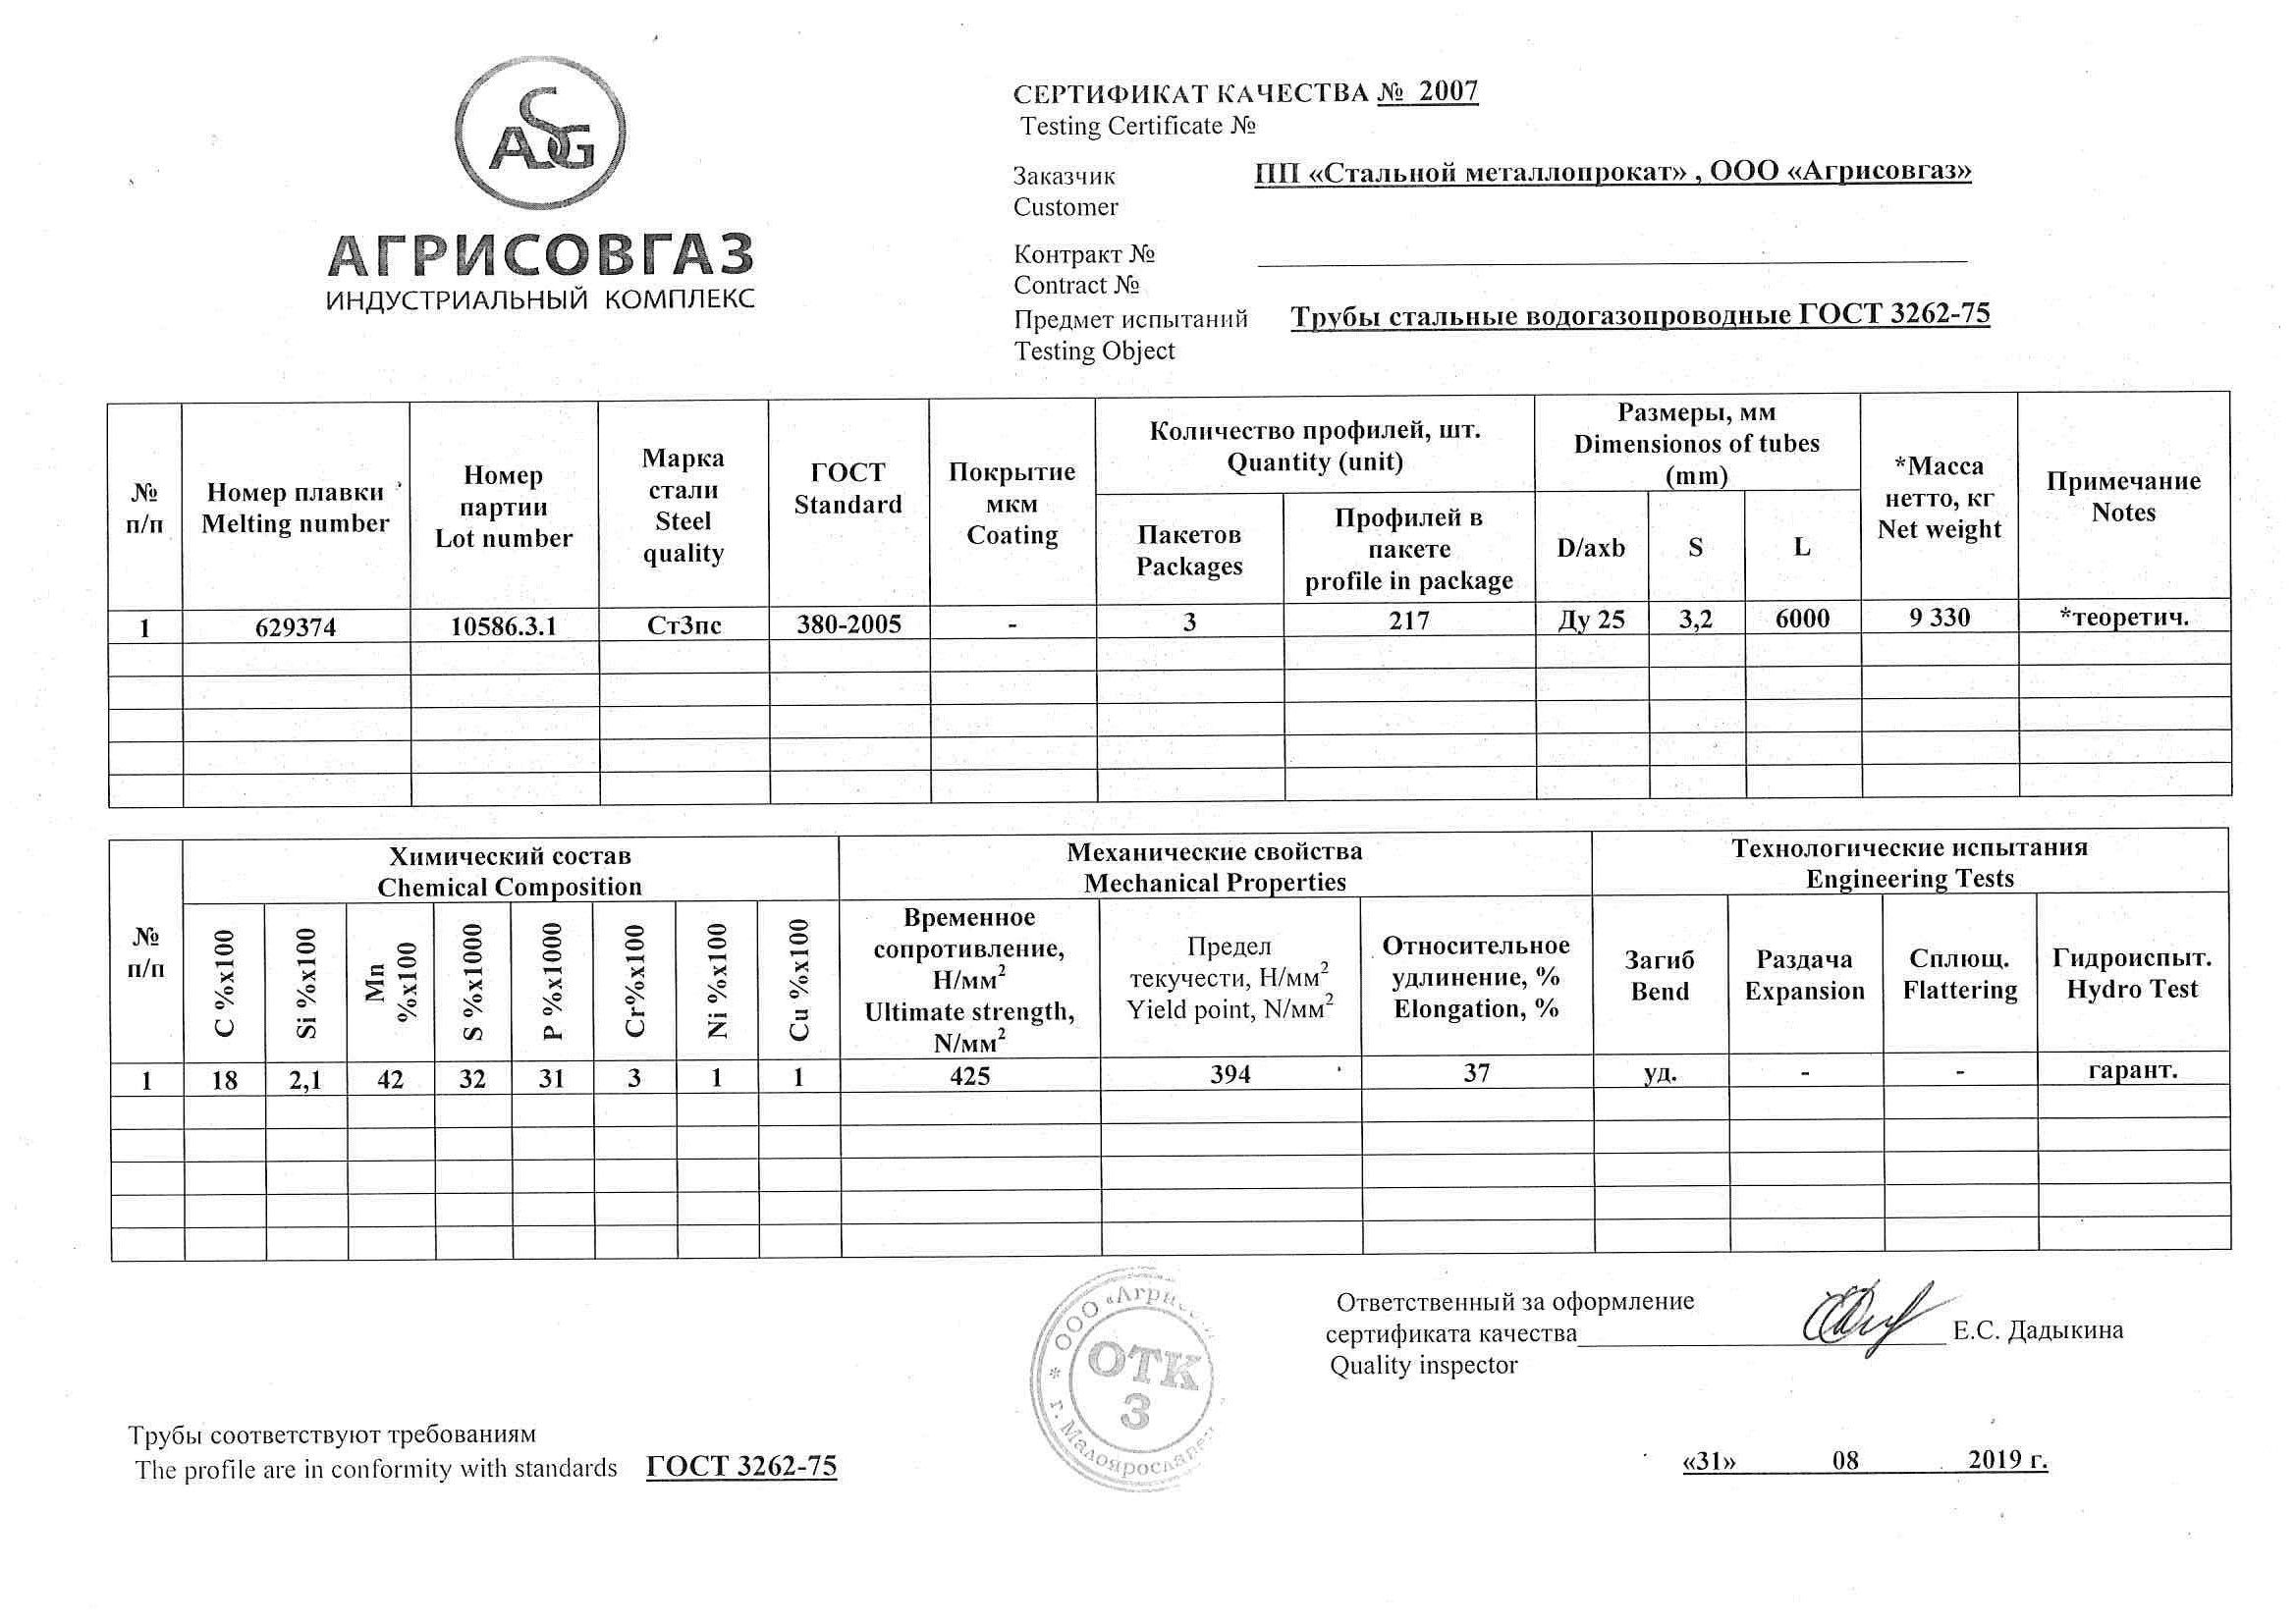 ASG
АГРИСОВГАЗ
ИНДУСТРИАЛЬНЫЙ КОМПЛЕКС
СЕРТИФИКАТ КАЧЕСТВА № 2007
Testing Certificate №
Заказчик ПП «Стальной металлопрокат» , ООО «Агрисовгаз»
Customer
Контракт №
Contract №
Предмет испытаний Трубы стальные водогазопроводные ГОСТ 3262-75
Testing Object
№ п/п
Номер плавки
Melting number
Номер партии
Lot number
Марка стали
Steel quality
ГОСТ
Standard
Покрытие мкм
Coating
Количество профилей, шт.
Quantity (unit)
Пакетов
Packages
Профилей в пакете
profile in package
Размеры, мм
Dimensionos of tubes
(mm)
D/axb S L
*Масса нетто, кг
Net weight
Примечание
Notes
1 629374 10586.3.1 Ст3пс 380-2005 - 3 217 Ду 25 3,2 6000 9 330 *теоретич.
№ п/п
Химический состав
Chemical Composition
C %x100 Si %x100 Mn %x100 S %x1000 P %x1000 Cr%x100 Ni %x100 Cu %x100
Механические свойства
Mechanical Properties
Временное сопротивление, Н/мм²
Ultimate strength, N/мм²
Предел текучести, Н/мм²
Yield point, N/мм²
Относительное удлинение, %
Elongation, %
Технологические испытания
Engineering Tests
Загиб
Bend
Раздача
Expansion
Сплющ.
Flattering
Гидроиспыт.
Hydro Test
1 18 2,1 42 32 31 3 1 1 425 394 37 уд. - - гарант.
ООО «Агрисов
ОТК
3
г. Малоярославец
Ответственный за оформление
сертификата качества Е.С. Дадыкина
Quality inspector
Трубы соответствуют требованиям
The profile are in conformity with standards ГОСТ 3262-75
«31» 08 2019 г.